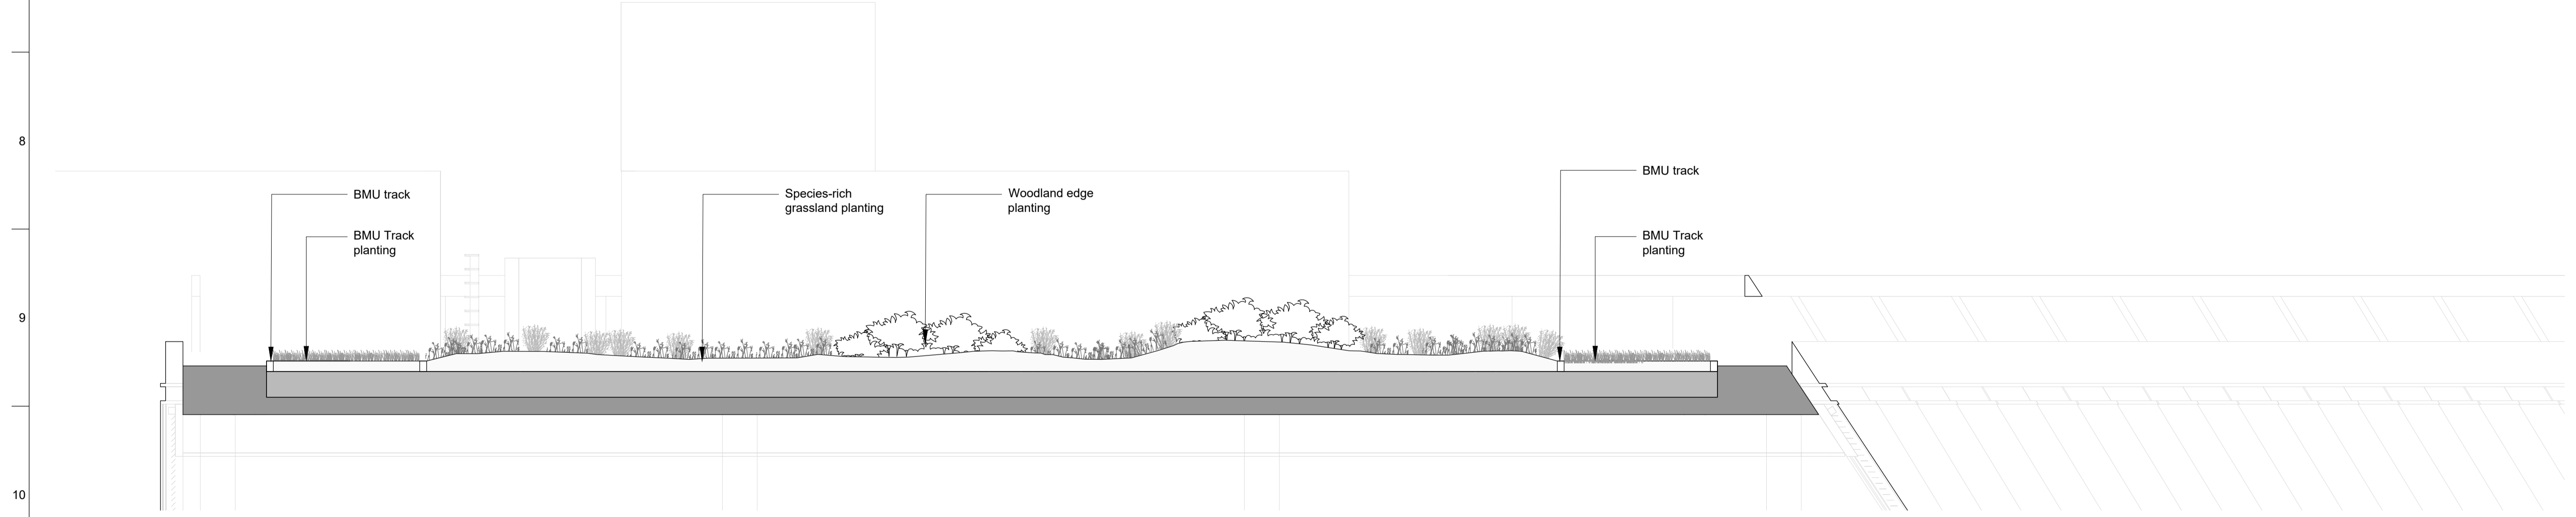 8
BMU track
BMU track
Species-rich
grassland planting
Woodland edge
planting
BMU Track
planting
BMU Track
planting
9
10